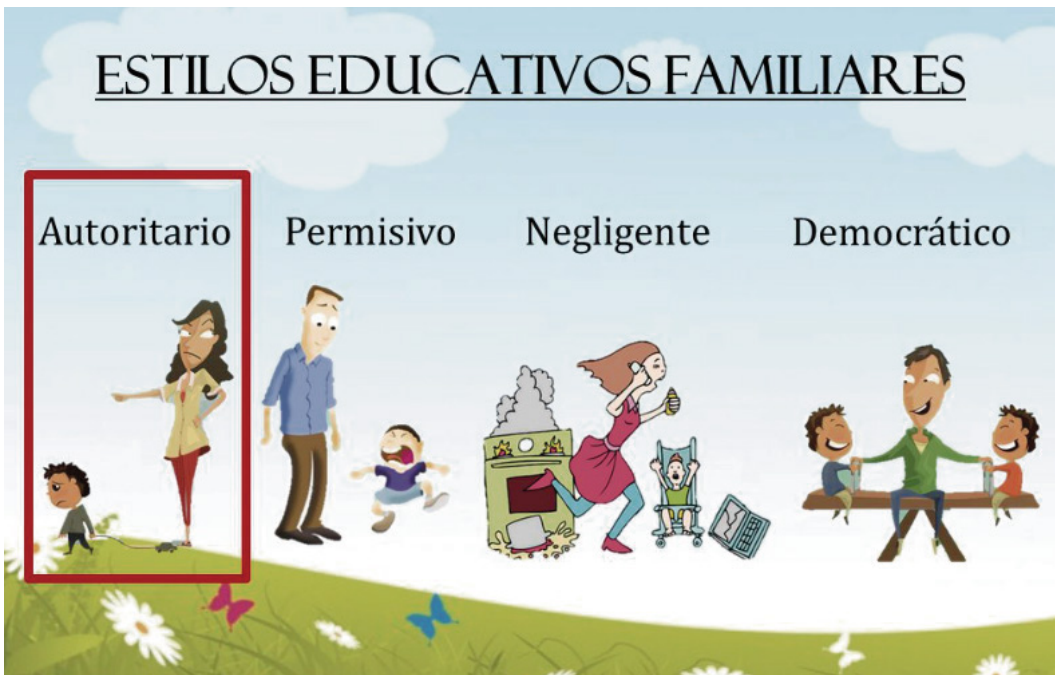 ESTILOS EDUCATIVOS FAMILIARES
Autoritario Permisivo Negligente Democrático